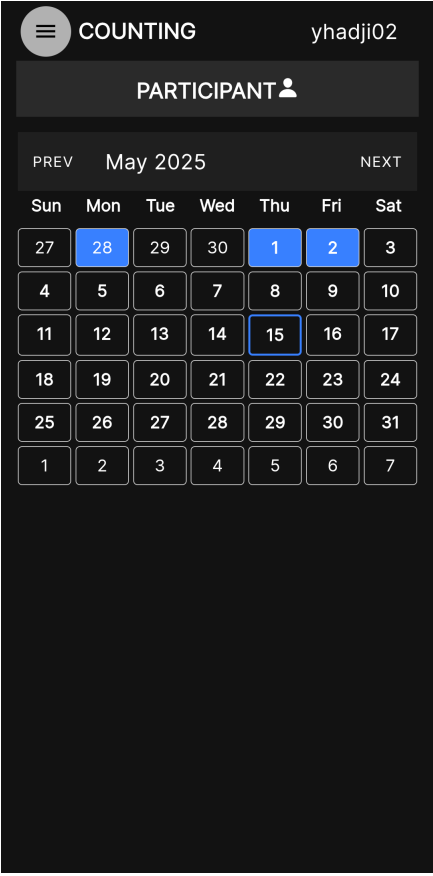 COUNTING yhadji02
PARTICIPANT
PREV May 2025 NEXT
Sun Mon Tue Wed Thu Fri Sat
27 28 29 30 1 2 3
4 5 6 7 8 9 10
11 12 13 14 15 16 17
18 19 20 21 22 23 24
25 26 27 28 29 30 31
1 2 3 4 5 6 7